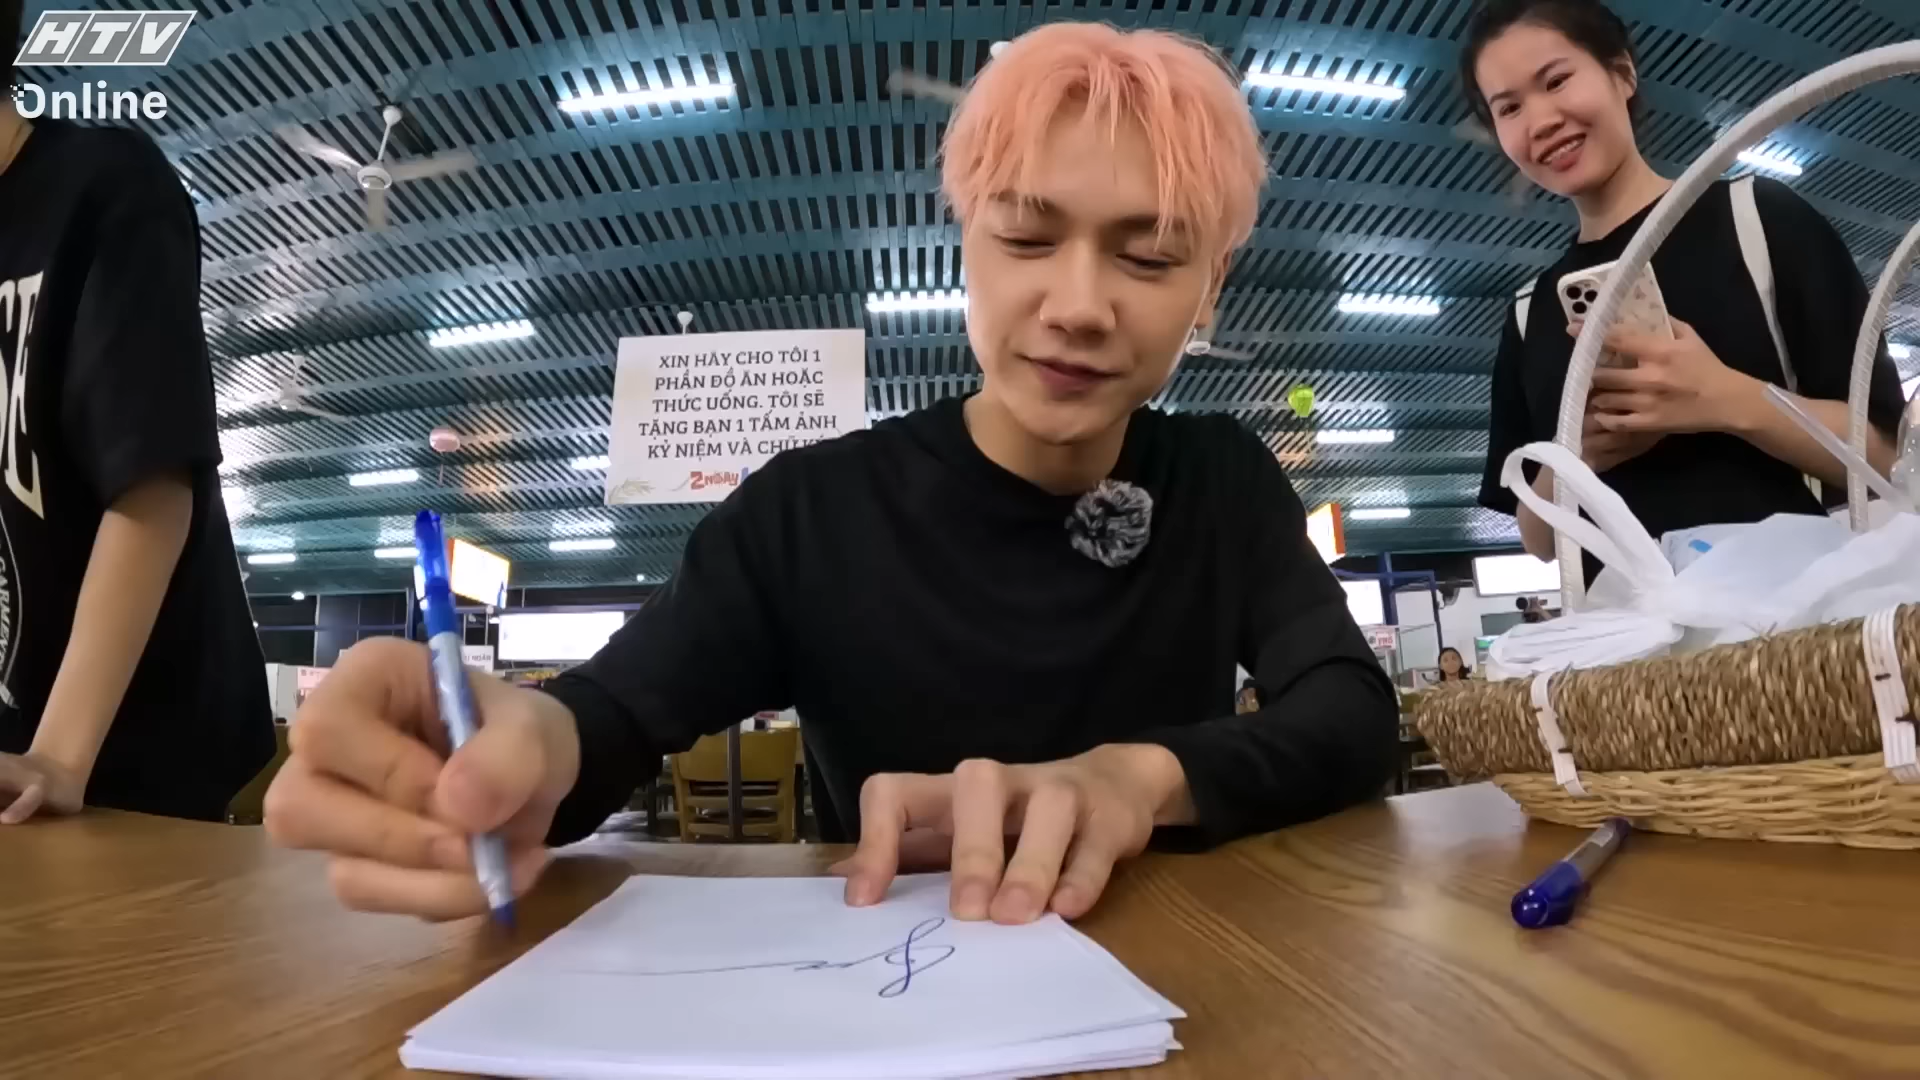 HTV
Online
XIN HÃY CHO TÔI 1
PHẦN ĐỒ ĂN HOẶC
THỨC UỐNG. TÔI SẼ
TẶNG BẠN 1 TẤM ẢNH
KỶ NIỆM VÀ CHỮ
2 NGÀY